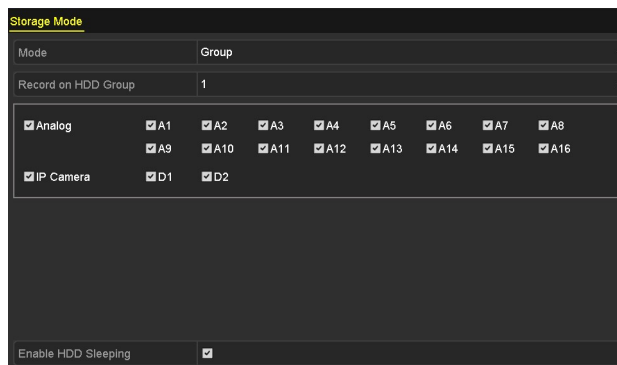 Storage Mode
Mode Group
Record on HDD Group 1
Analog A1 A2 A3 A4 A5 A6 A7 A8
A9 A10 A11 A12 A13 A14 A15 A16
IP Camera D1 D2
Enable HDD Sleeping